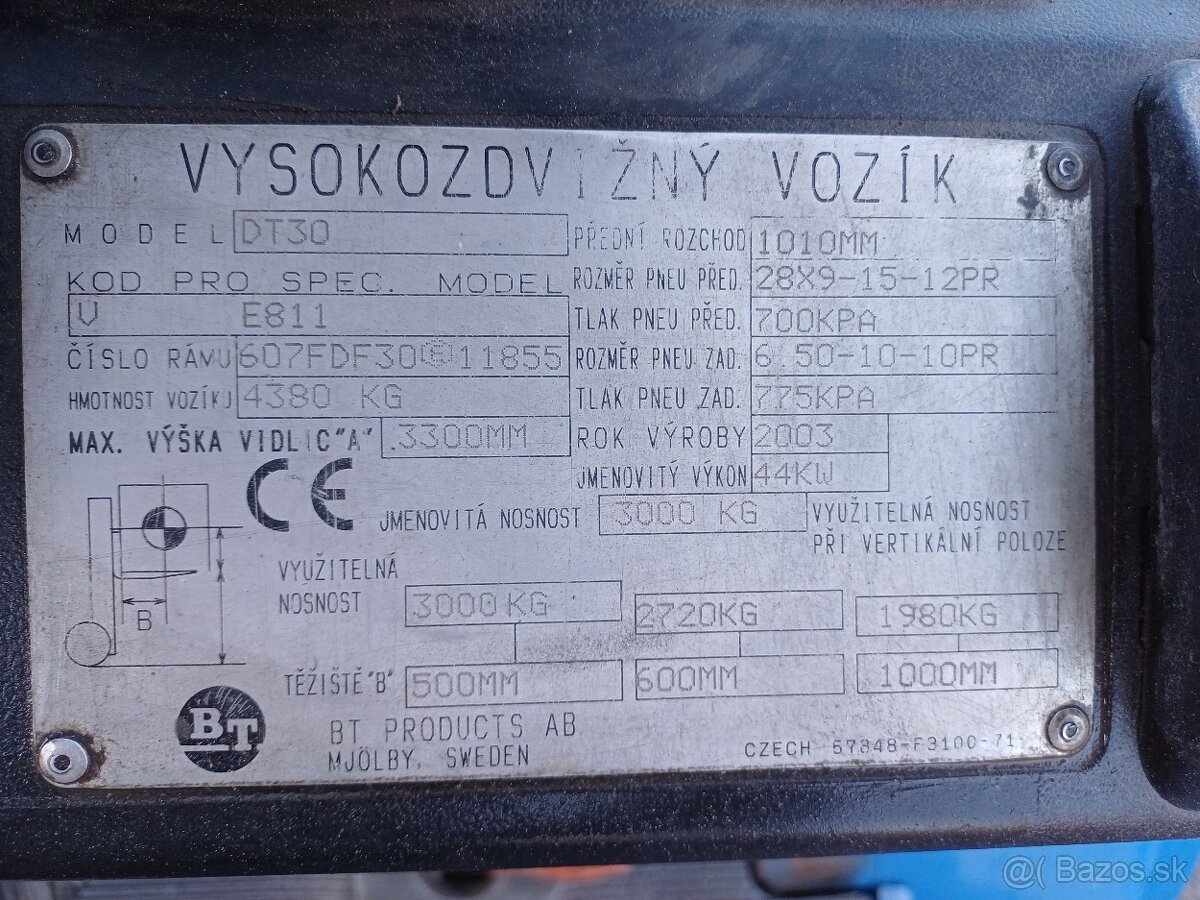 VYSOKOZDVIŽNÝ VOZÍK
MODEL DT30
PŘEDNÍ ROZCHOD 1010MM
KOD PRO SPEC. MODEL
ROZMĚR PNEU PŘED. 28X9-15-12PR
V E811
TLAK PNEU PŘED. 700KPA
ČÍSLO RÁMU 607FDF30 E 11855
ROZMĚR PNEU ZAD. 6.50-10-10PR
HMOTNOST VOZÍKU 4380 KG
TLAK PNEU ZAD. 775KPA
MAX. VÝŠKA VIDLIC "A" .3300MM
ROK VÝROBY 2003
JMENOVITÝ VÝKON 44KW
CE
JMENOVITÁ NOSNOST 3000 KG
VYUŽITELNÁ NOSNOST
PŘI VERTIKÁLNÍ POLOZE
VYUŽITELNÁ
NOSNOST
3000KG 2720KG 1980KG
B
TĚŽIŠTĚ "B" 500MM 600MM 1000MM
BT
BT PRODUCTS AB
MJÖLBY, SWEDEN
CZECH 57848-F3100-71
@ Bazos.sk